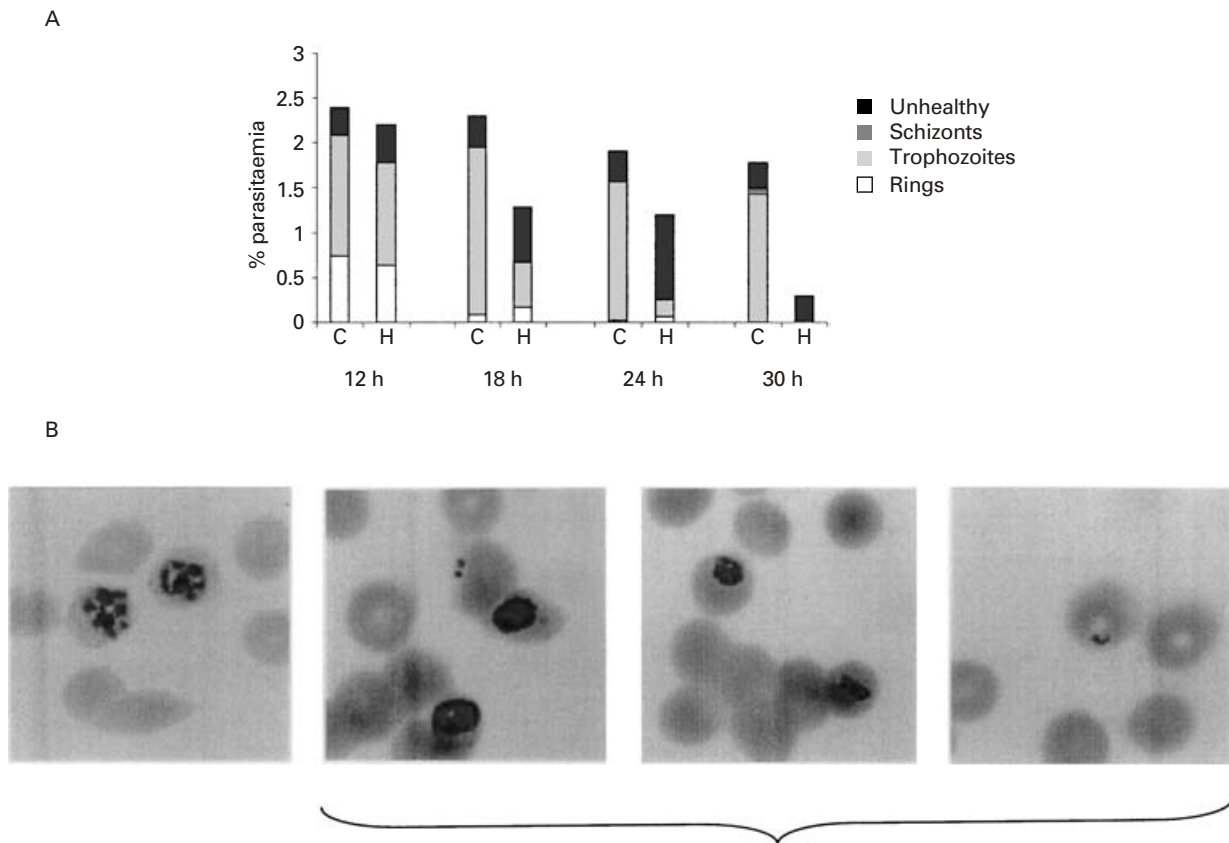 A
3
2.5
2
1.5
1
0.5
0
% parasitaemia
Unhealthy
Schizonts
Trophozoites
Rings
C H C H C H C H
12 h 18 h 24 h 30 h
B